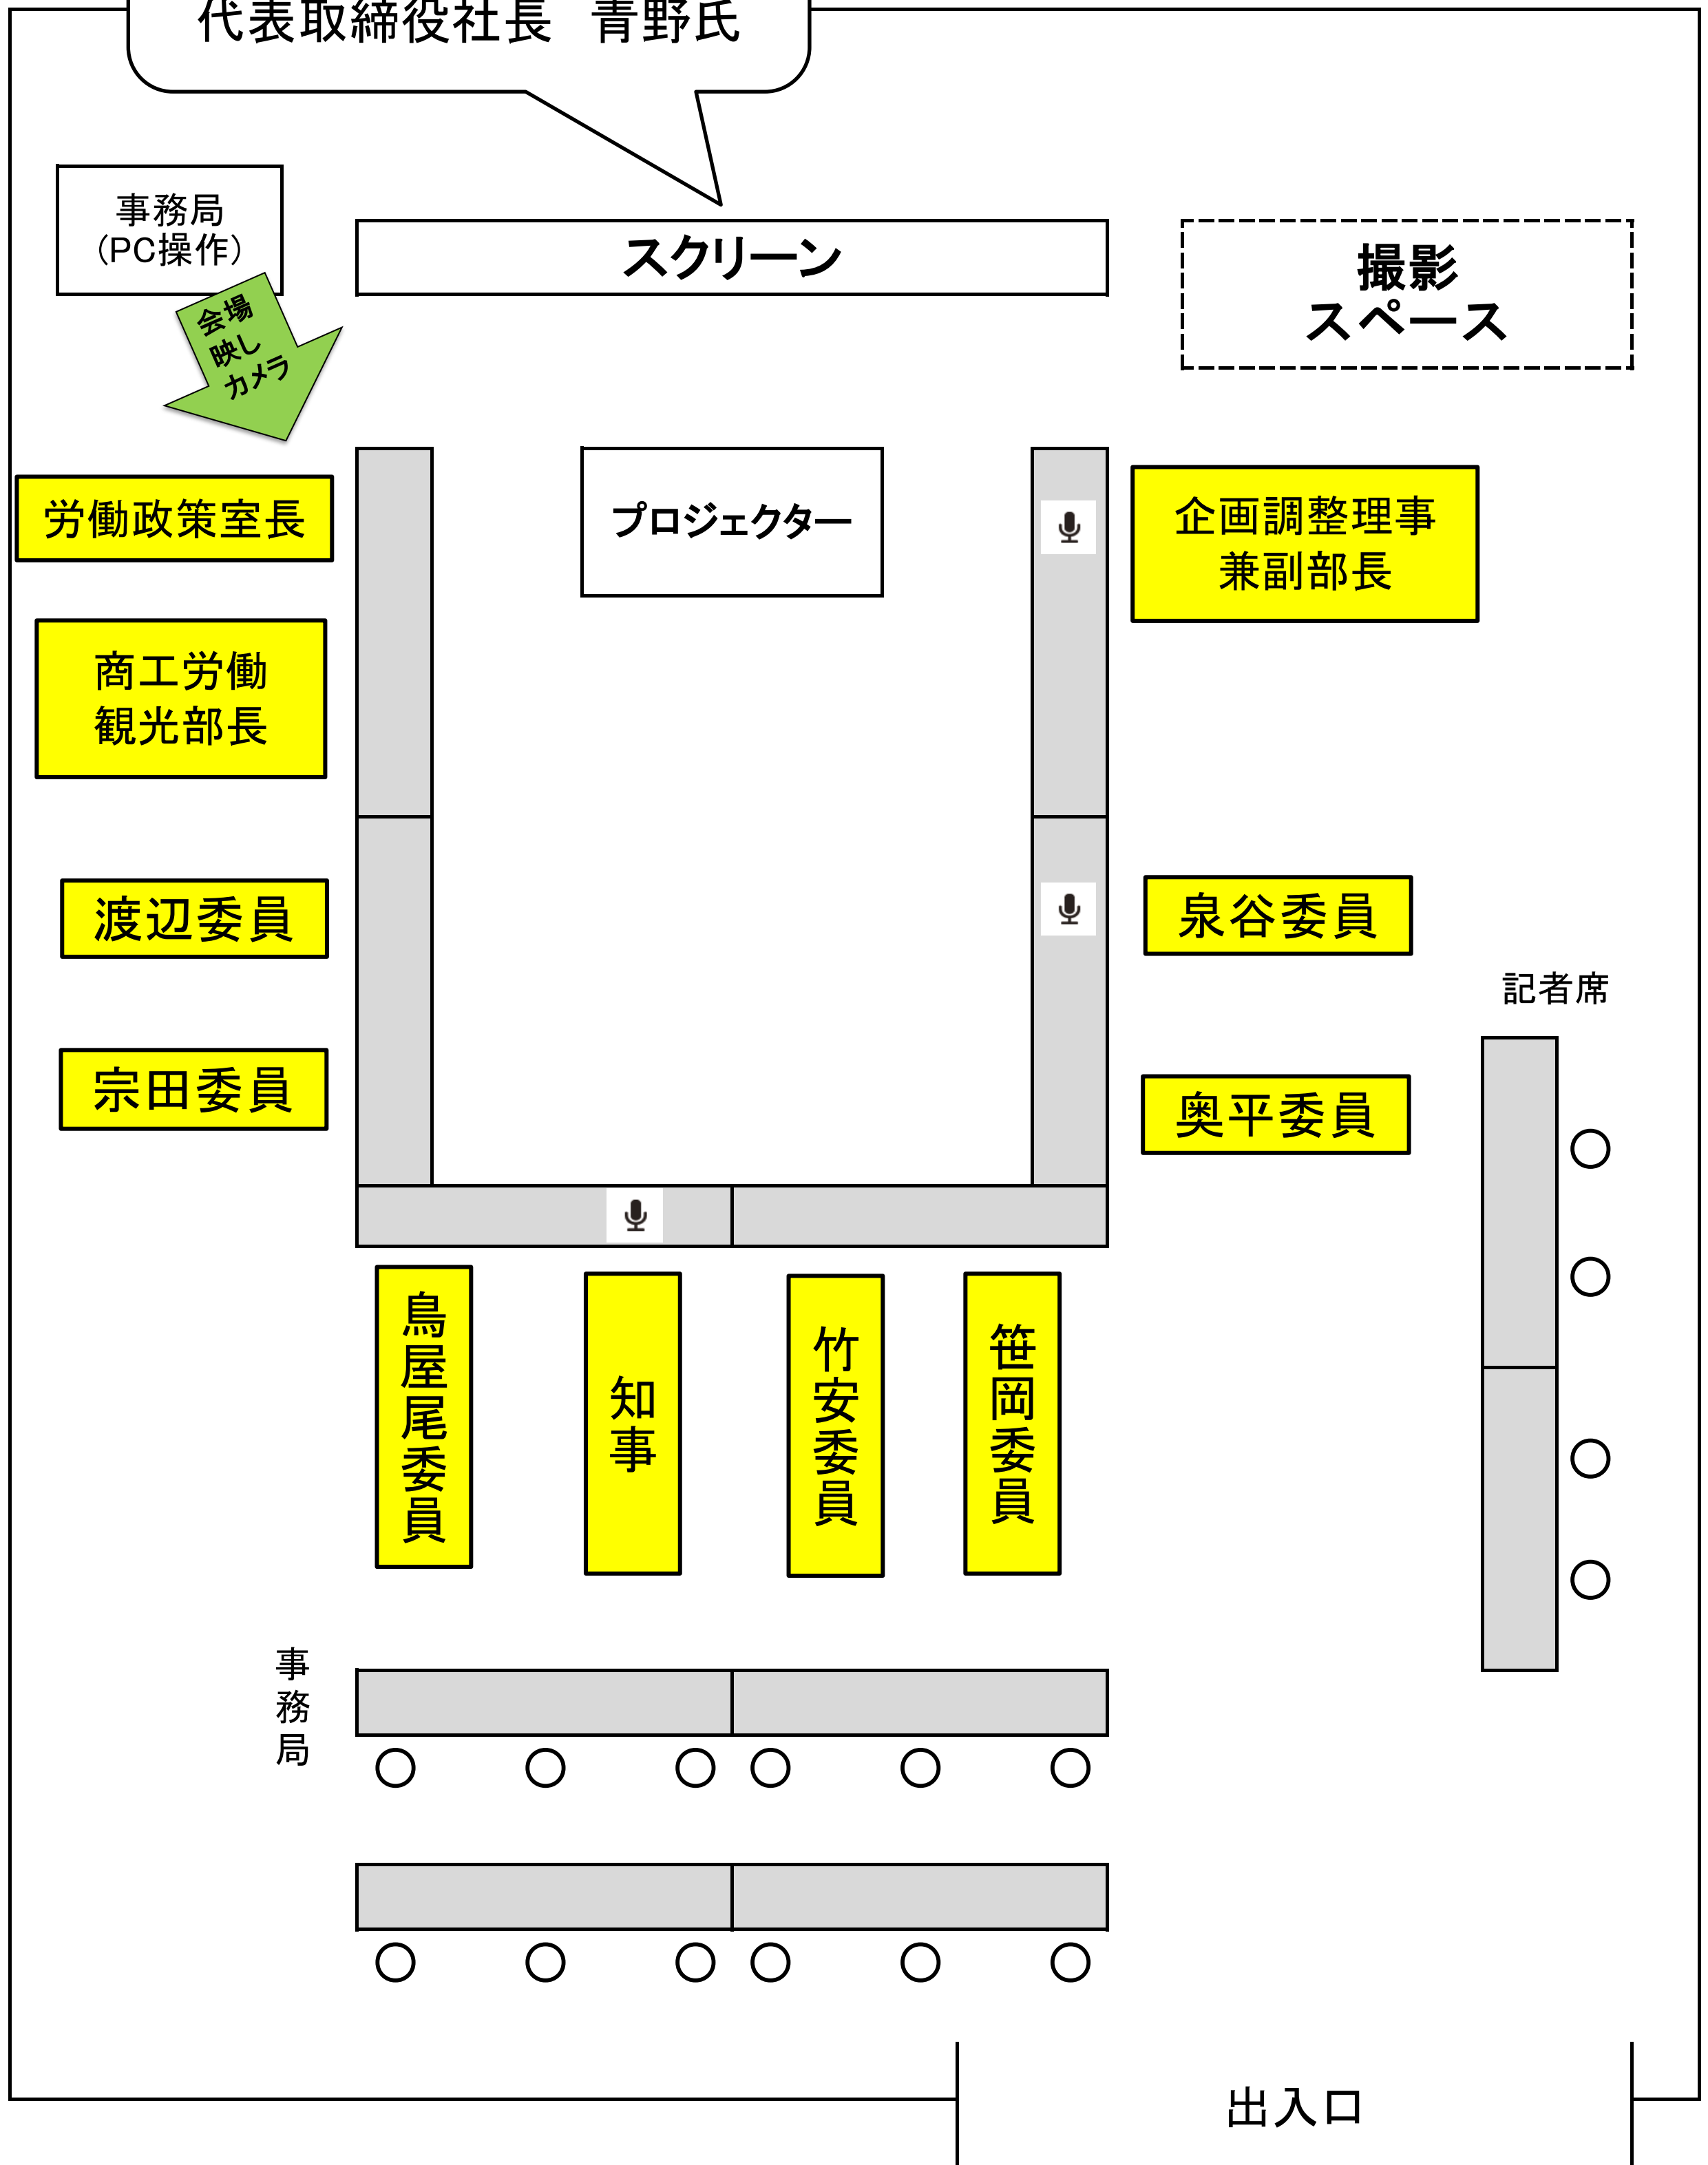 代表取締役社長　青野氏
事務局
（PC操作）
スクリーン
撮影
スペース
会場
映し
カメラ
労働政策室長
プロジェクター
企画調整理事
兼副部長
商工労働
観光部長
渡辺委員
泉谷委員
記者席
宗田委員
奥平委員
鳥屋尾委員
知事
竹安委員
笹岡委員
事務局
出入口